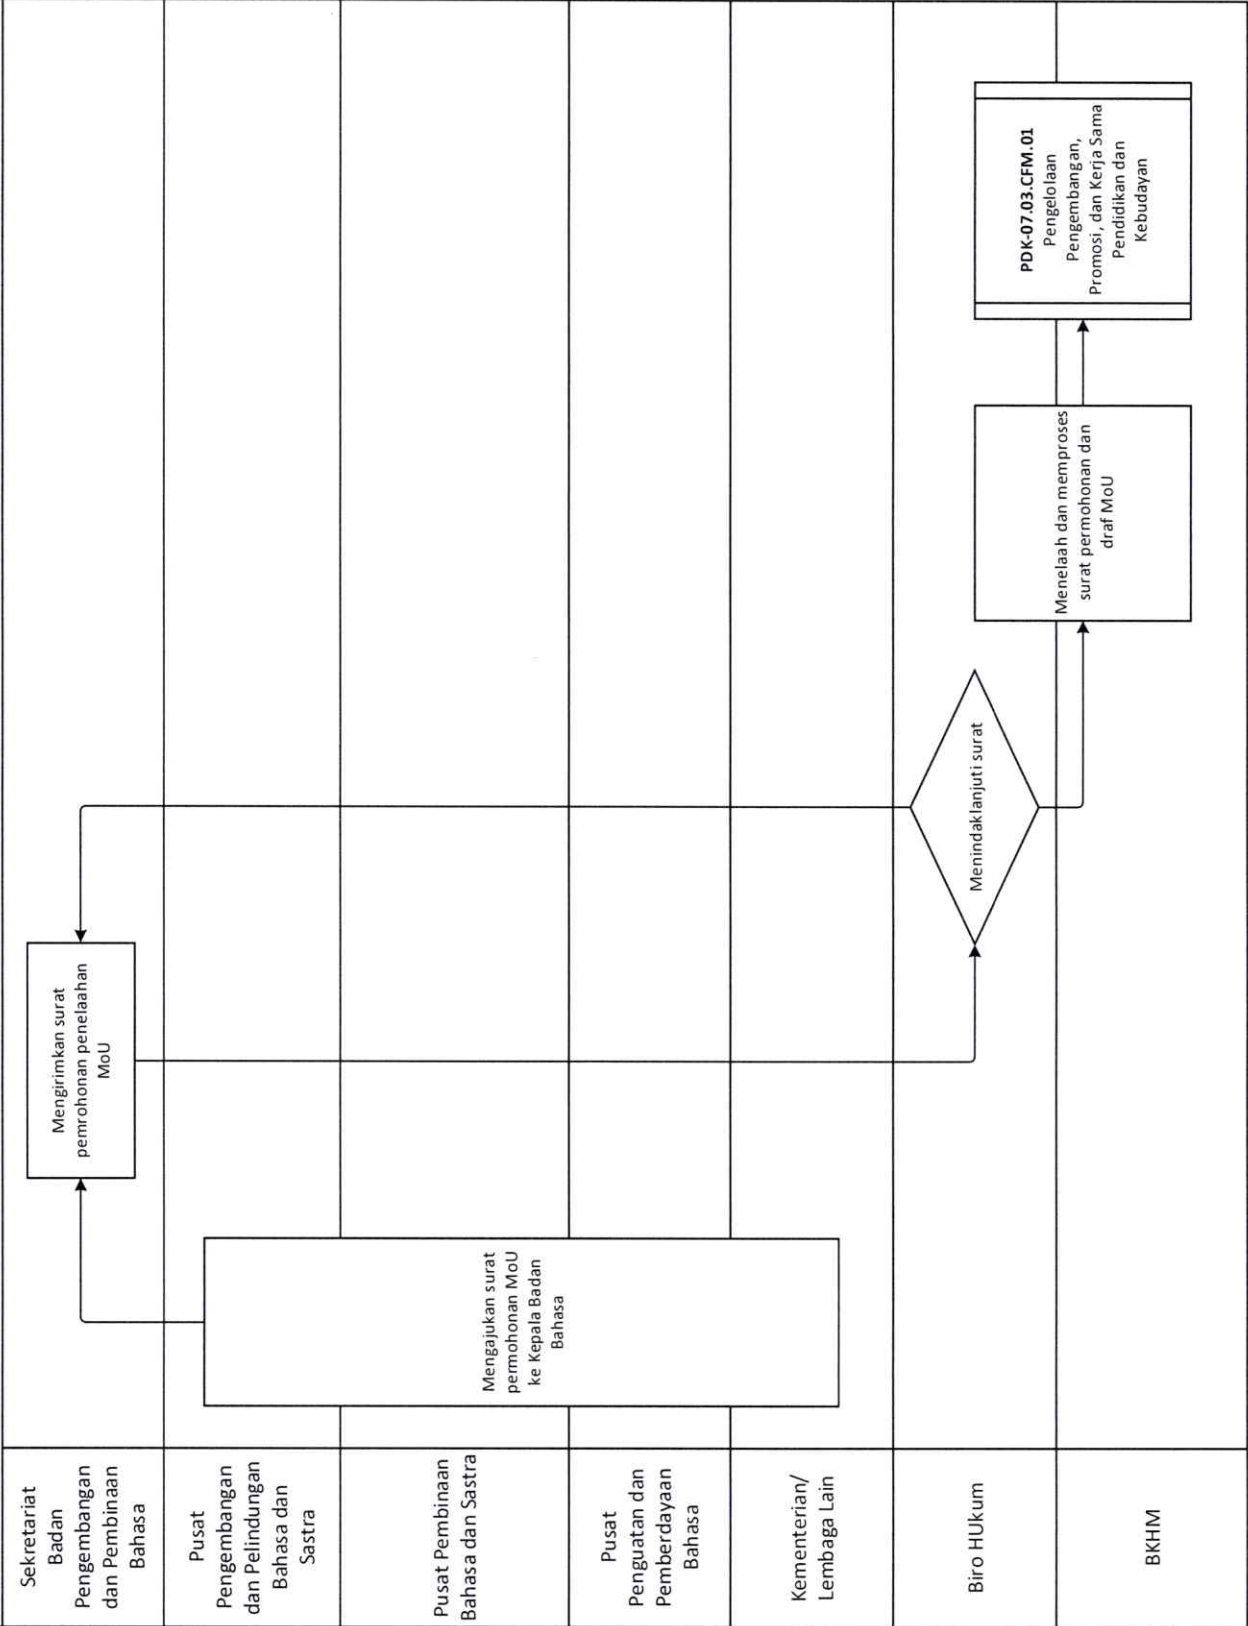 Sekretariat
Badan
Pengembangan
dan Pembinaan
Bahasa
Pusat
Pengembangan
dan Pelindungan
Bahasa dan
Sastra
Pusat Pembinaan
Bahasa dan Sastra
Pusat
Penguatan dan
Pemberdayaan
Bahasa
Kementerian/
Lembaga Lain
Biro HUkum
BKHM
Mengajukan surat
permohonan MoU
ke Kepala Badan
Bahasa
Mengirimkan surat
pemrohonan penelaahan
MoU
Menindaklanjuti surat
Menelaah dan memproses
surat permohonan dan
draf MoU
PDK-07.03.CFM.01
Pengelolaan
Pengembangan,
Promosi, dan Kerja Sama
Pendidikan dan
Kebudayan